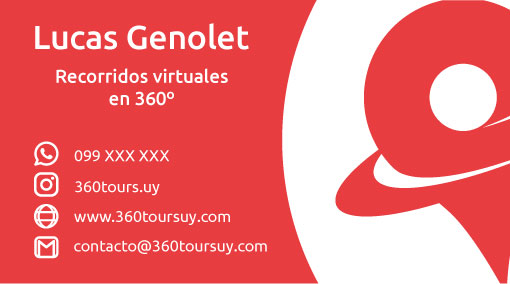 Lucas Genolet
Recorridos virtuales
en 360º
099 XXX XXX
360tours.uy
www.360toursuy.com
contacto@360toursuy.com